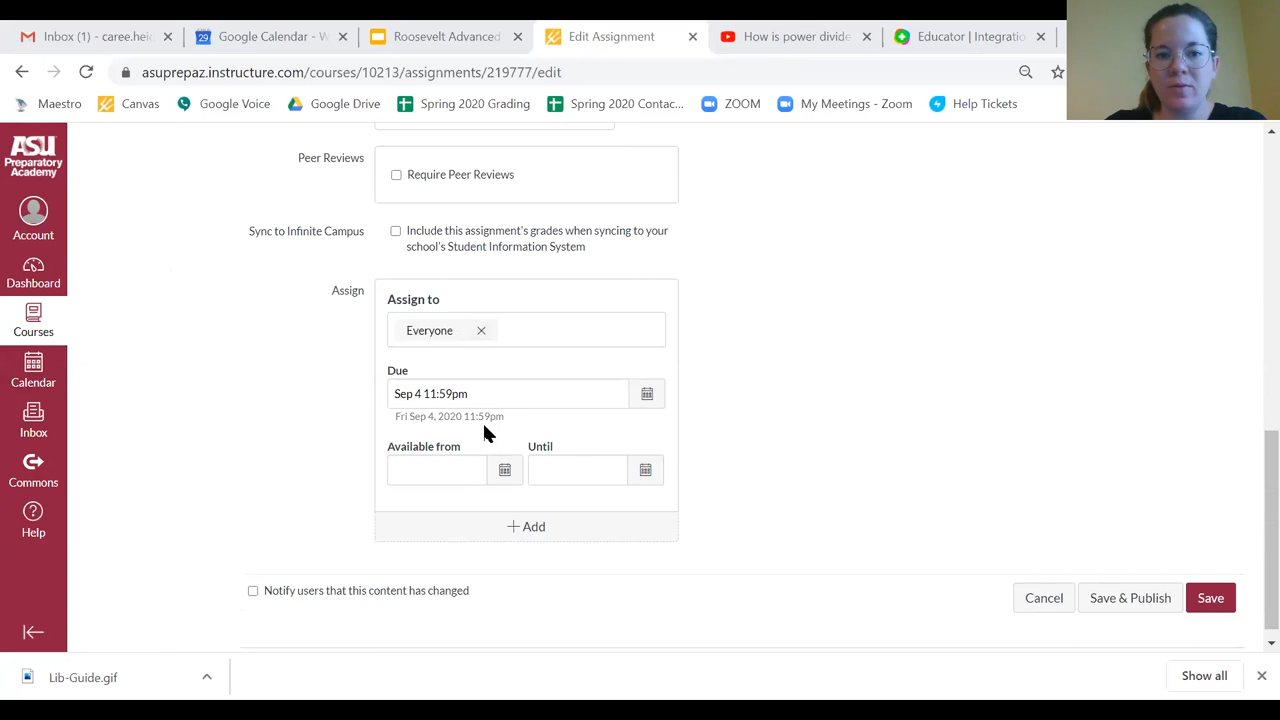 Inbox (1) - caree.heid
Google Calendar - W
Roosevelt Advanced
Edit Assignment
How is power divide
Educator | Integratio
asuprepaz.instructure.com/courses/10213/assignments/219777/edit
Maestro
Canvas
Google Voice
Google Drive
Spring 2020 Grading
Spring 2020 Contac...
ZOOM
My Meetings - Zoom
Help Tickets
ASU
Preparatory
Academy
Account
Dashboard
Courses
Calendar
Inbox
Commons
Help
Peer Reviews
Require Peer Reviews
Sync to Infinite Campus
Include this assignment's grades when syncing to your
school's Student Information System
Assign
Assign to
Everyone
Due
Sep 4 11:59pm
Fri Sep 4, 2020 11:59pm
Available from
Until
Add
Notify users that this content has changed
Cancel
Save & Publish
Save
Lib-Guide.gif
Show all